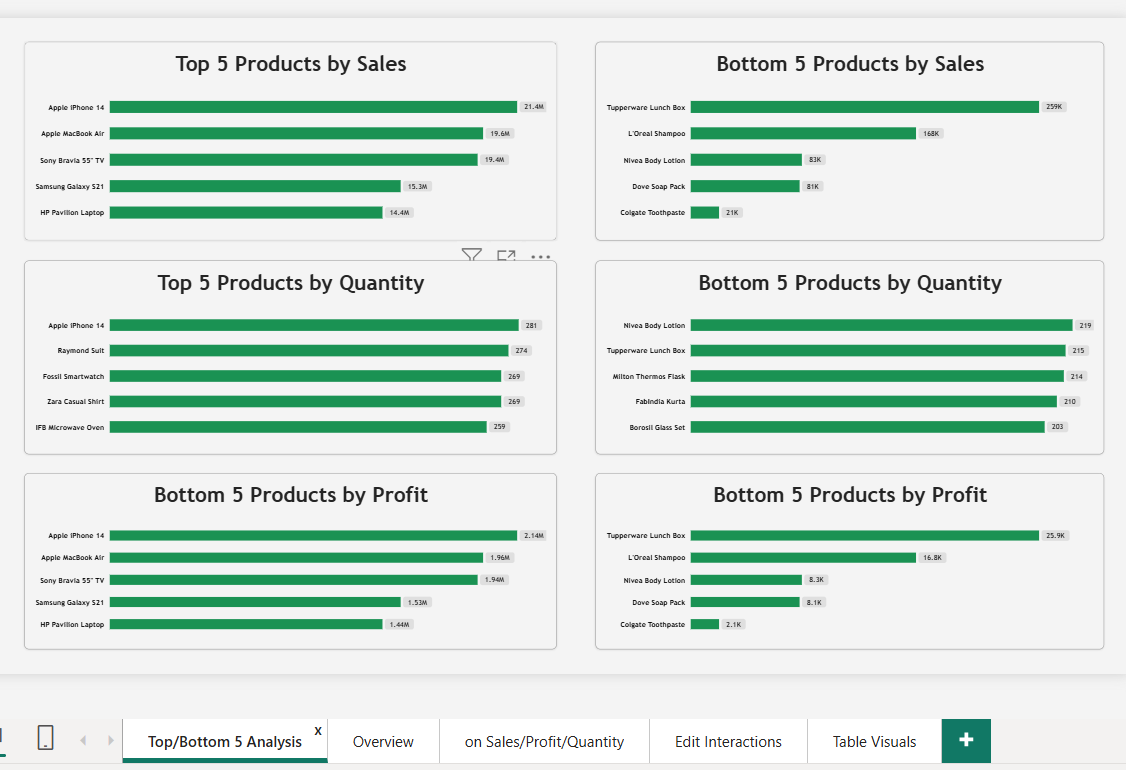 Top 5 Products by Sales
Apple iPhone 14 21.4M
Apple MacBook Air 19.6M
Sony Bravia 55" TV 19.4M
Samsung Galaxy S21 15.3M
HP Pavilion Laptop 14.4M
Bottom 5 Products by Sales
Tupperware Lunch Box 259K
L'Oreal Shampoo 168K
Nivea Body Lotion 83K
Dove Soap Pack 81K
Colgate Toothpaste 21K
Top 5 Products by Quantity
Apple iPhone 14 281
Raymond Suit 274
Fossil Smartwatch 269
Zara Casual Shirt 269
IFB Microwave Oven 259
Bottom 5 Products by Quantity
Nivea Body Lotion 219
Tupperware Lunch Box 215
Milton Thermos Flask 214
FabIndia Kurta 210
Borosil Glass Set 203
Bottom 5 Products by Profit
Apple iPhone 14 2.14M
Apple MacBook Air 1.96M
Sony Bravia 55" TV 1.94M
Samsung Galaxy S21 1.53M
HP Pavilion Laptop 1.44M
Bottom 5 Products by Profit
Tupperware Lunch Box 25.9K
L'Oreal Shampoo 16.8K
Nivea Body Lotion 8.3K
Dove Soap Pack 8.1K
Colgate Toothpaste 2.1K
Top/Bottom 5 Analysis x Overview on Sales/Profit/Quantity Edit Interactions Table Visuals +